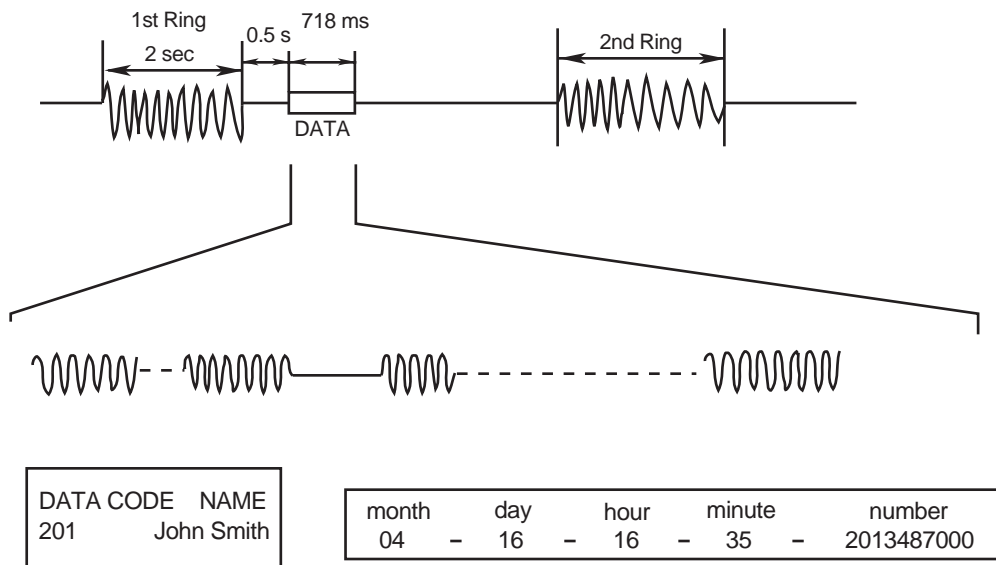 1st Ring
2 sec
0.5 s
718 ms
DATA
2nd Ring
DATA CODE NAME
201 John Smith
month day hour minute number
04 – 16 – 16 – 35 – 2013487000